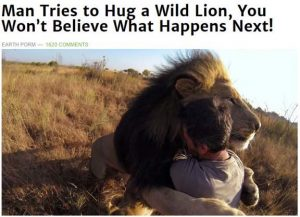 Man Tries to Hug a Wild Lion, You
Won't Believe What Happens Next!
EARTH PORM — 1620 COMMENTS